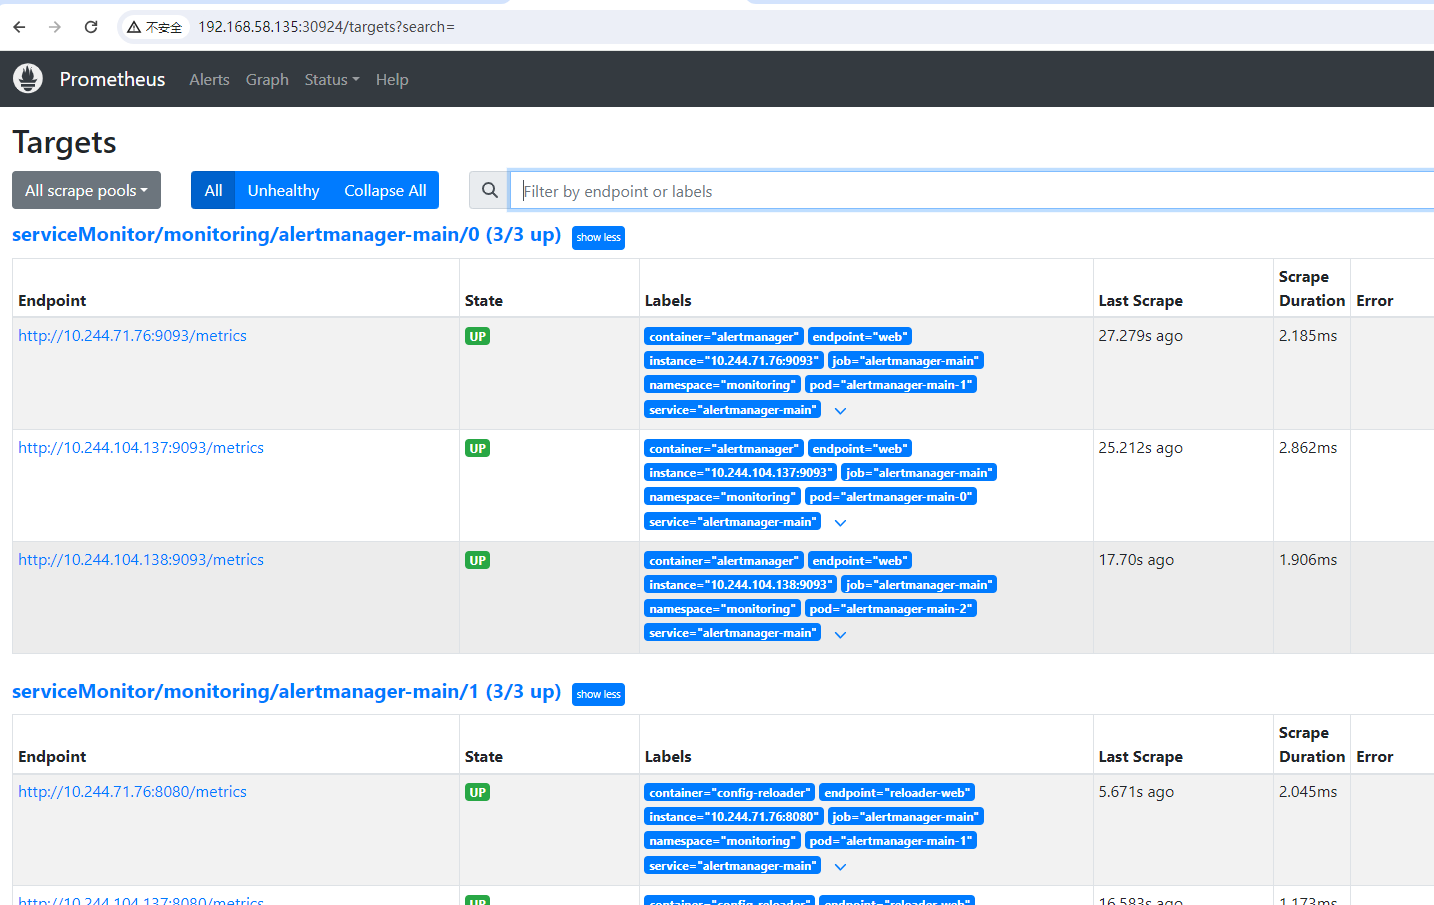 不安全 192.168.58.135:30924/targets?search=
Prometheus Alerts Graph Status Help
Targets
All scrape pools All Unhealthy Collapse All Filter by endpoint or labels
serviceMonitor/monitoring/alertmanager-main/0 (3/3 up) show less
Endpoint State Labels Last Scrape Scrape Duration Error
http://10.244.71.76:9093/metrics UP container="alertmanager" endpoint="web" 27.279s ago 2.185ms
instance="10.244.71.76:9093" job="alertmanager-main"
namespace="monitoring" pod="alertmanager-main-1"
service="alertmanager-main"
http://10.244.104.137:9093/metrics UP container="alertmanager" endpoint="web" 25.212s ago 2.862ms
instance="10.244.104.137:9093" job="alertmanager-main"
namespace="monitoring" pod="alertmanager-main-0"
service="alertmanager-main"
http://10.244.104.138:9093/metrics UP container="alertmanager" endpoint="web" 17.70s ago 1.906ms
instance="10.244.104.138:9093" job="alertmanager-main"
namespace="monitoring" pod="alertmanager-main-2"
service="alertmanager-main"
serviceMonitor/monitoring/alertmanager-main/1 (3/3 up) show less
Endpoint State Labels Last Scrape Scrape Duration Error
http://10.244.71.76:8080/metrics UP container="config-reloader" endpoint="reloader-web" 5.671s ago 2.045ms
instance="10.244.71.76:8080" job="alertmanager-main"
namespace="monitoring" pod="alertmanager-main-1"
service="alertmanager-main"
http://10.244.104.137:8080/metrics UP container="config-reloader" endpoint="reloader-web" 16.583s ago 1.173ms